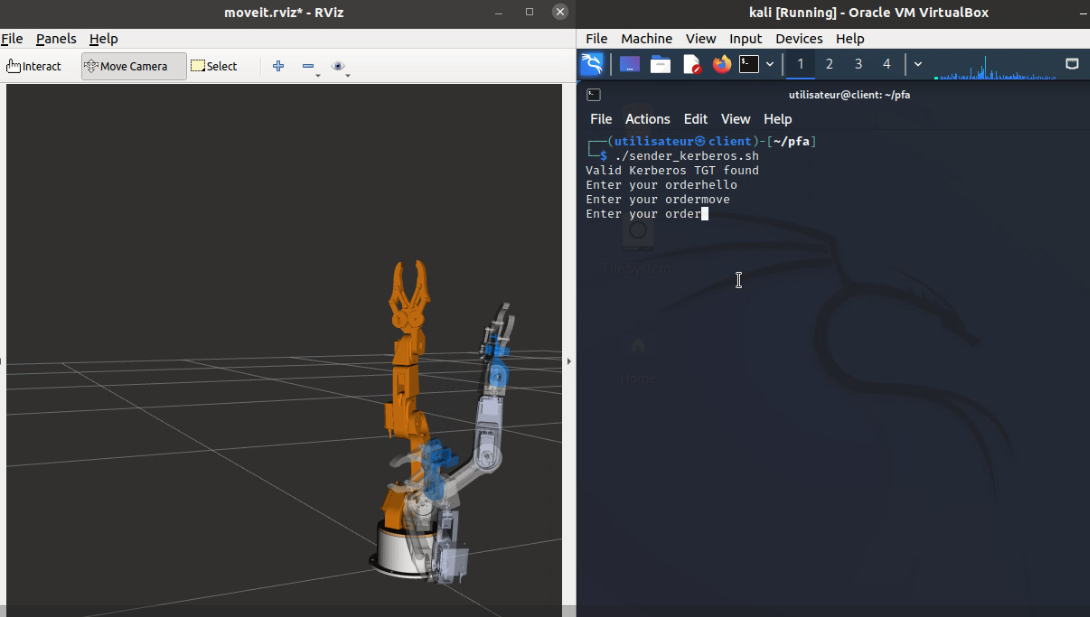 moveit.rviz* - RViz
File Panels Help
Interact Move Camera Select
kali [Running] - Oracle VM VirtualBox
File Machine View Input Devices Help
1 2 3 4
utilisateur@client: ~/pfa
File Actions Edit View Help
┌──(utilisateur㉿client)-[~/pfa]
└─$ ./sender_kerberos.sh
Valid Kerberos TGT found
Enter your orderhello
Enter your ordermove
Enter your order
File System
Home